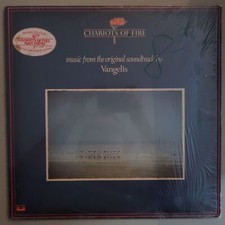 CHARIOTS OF FIRE
music from the original soundtrack by
Vangelis